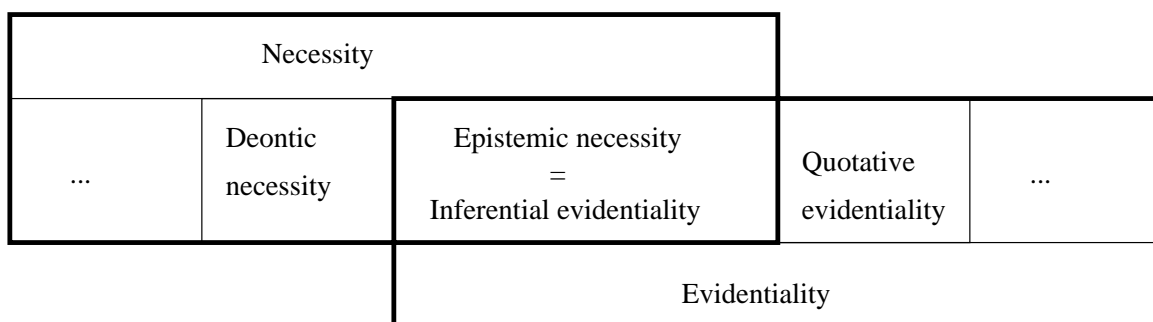 Necessity
...
Deontic
necessity
Epistemic necessity
=
Inferential evidentiality
Quotative
evidentiality
...
Evidentiality